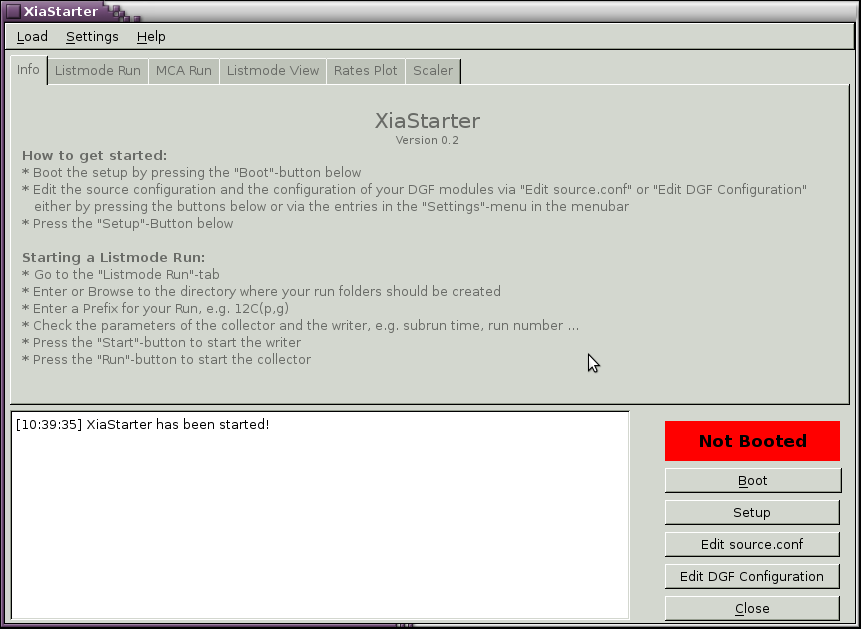 XiaStarter
Load Settings Help
Info Listmode Run MCA Run Listmode View Rates Plot Scaler
XiaStarter
Version 0.2
How to get started:
* Boot the setup by pressing the "Boot"-button below
* Edit the source configuration and the configuration of your DGF modules via "Edit source.conf" or "Edit DGF Configuration"
either by pressing the buttons below or via the entries in the "Settings"-menu in the menubar
* Press the "Setup"-Button below
Starting a Listmode Run:
* Go to the "Listmode Run"-tab
* Enter or Browse to the directory where your run folders should be created
* Enter a Prefix for your Run, e.g. 12C(p,g)
* Check the parameters of the collector and the writer, e.g. subrun time, run number ...
* Press the "Start"-button to start the writer
* Press the "Run"-button to start the collector
[10:39:35] XiaStarter has been started!
Not Booted
Boot
Setup
Edit source.conf
Edit DGF Configuration
Close